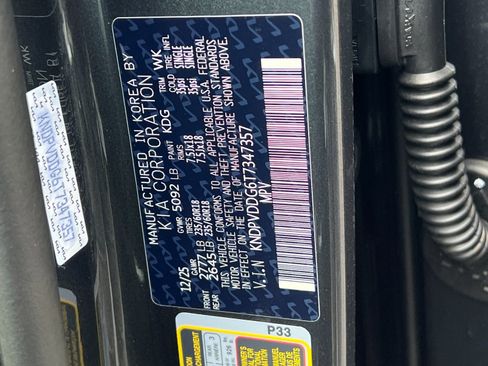 MANUFACTURED IN KOREA BY
KIA CORPORATION
12/25 GVWR 5092 LB PAINT KDG WK
GAWR RIMS COLD TIRE INFL
FRONT 2777 LB 235/60R18 7.5Jx18 35psi SINGLE
REAR 2645 LB 235/60R18 7.5Jx18 35psi SINGLE
THIS VEHICLE CONFORMS TO ALL APPLICABLE U.S.A. FEDERAL
MOTOR VEHICLE SAFETY AND THEFT PREVENTION STANDARDS
IN EFFECT ON THE DATE OF MANUFACTURE SHOWN ABOVE.
V.I.N KNDPVDDG6T7347357
MPV
P33